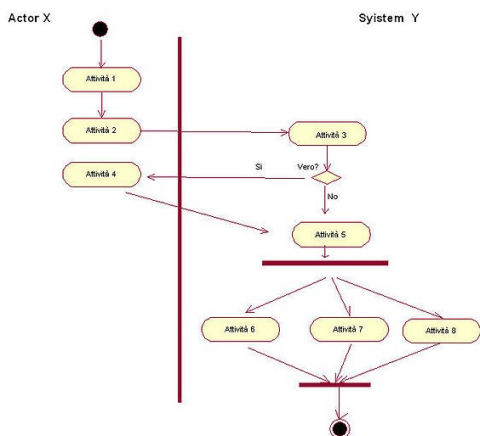 Actor X
Syistem Y
Attività 1
Attività 2
Attività 3
Si
Vero?
Attività 4
No
Attività 5
Attività 6
Attività 7
Attività 8